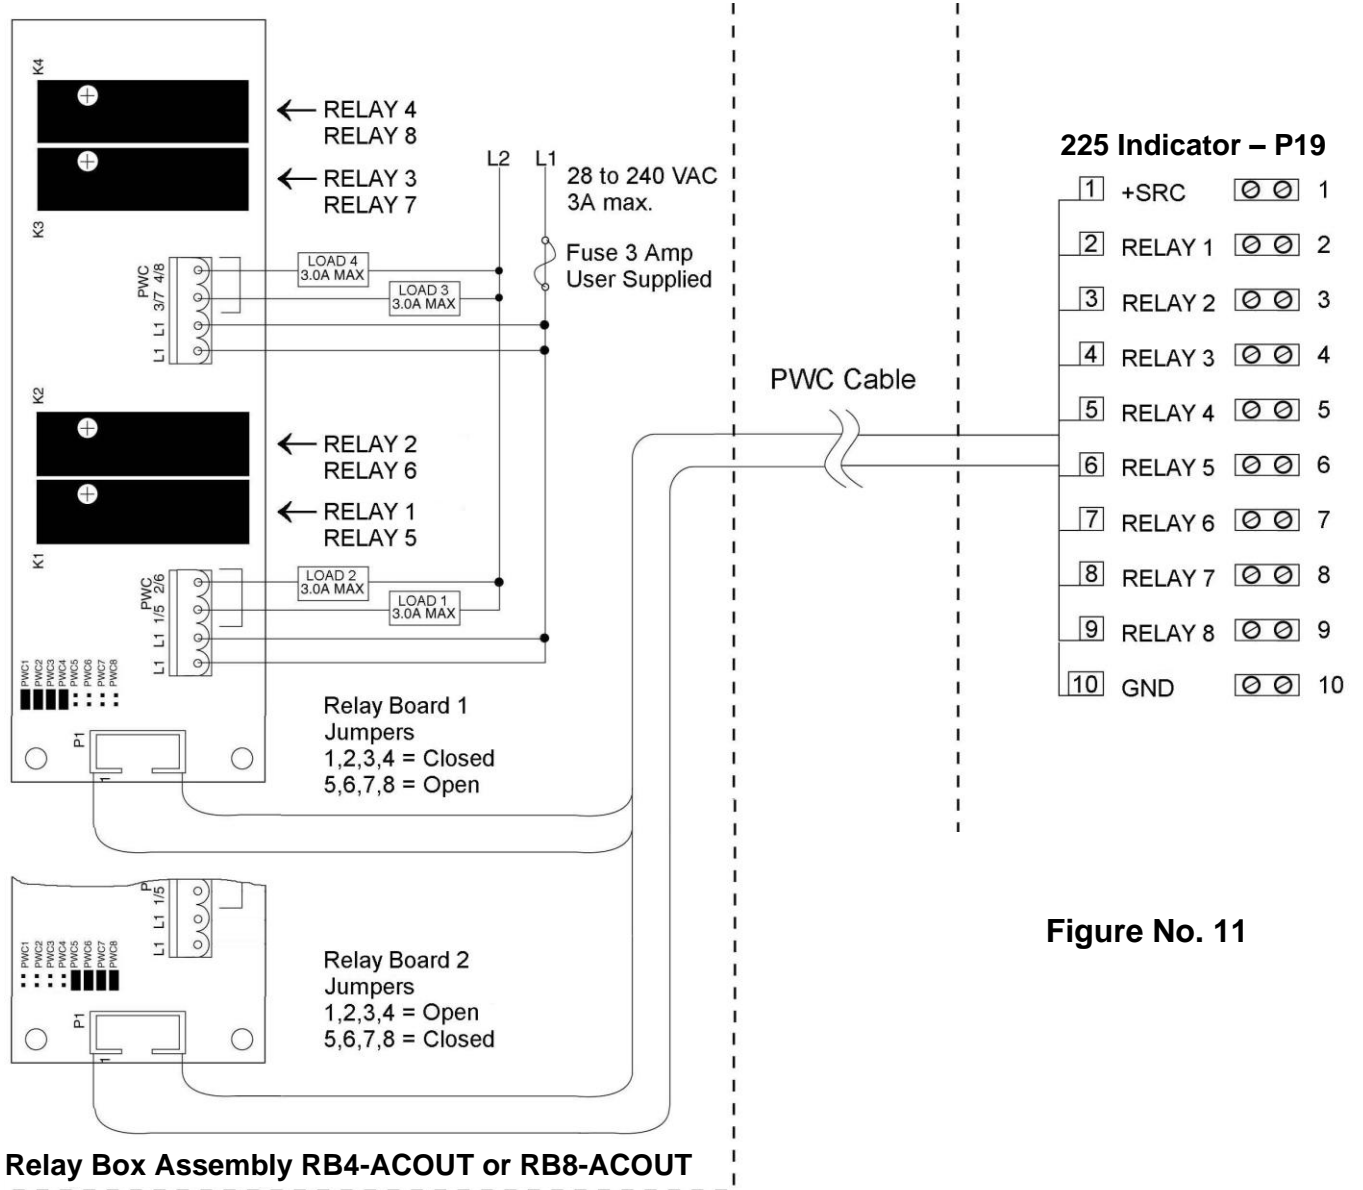 K4
RELAY 4
RELAY 8
RELAY 3
RELAY 7
K3
L2 L1
28 to 240 VAC
3A max.
Fuse 3 Amp
User Supplied
PWC
4/8
3/7
L1
L1
LOAD 4
3.0A MAX
LOAD 3
3.0A MAX
K2
RELAY 2
RELAY 6
RELAY 1
RELAY 5
K1
PWC
2/6
1/5
L1
L1
LOAD 2
3.0A MAX
LOAD 1
3.0A MAX
PWC1
PWC2
PWC3
PWC4
PWC5
PWC6
PWC7
PWC8
P1
1
Relay Board 1
Jumpers
1,2,3,4 = Closed
5,6,7,8 = Open
P
1/5
L1
L1
PWC1
PWC2
PWC3
PWC4
PWC5
PWC6
PWC7
PWC8
P1
1
Relay Board 2
Jumpers
1,2,3,4 = Open
5,6,7,8 = Closed
Relay Box Assembly RB4-ACOUT or RB8-ACOUT
PWC Cable
225 Indicator – P19
1 +SRC 1
2 RELAY 1 2
3 RELAY 2 3
4 RELAY 3 4
5 RELAY 4 5
6 RELAY 5 6
7 RELAY 6 7
8 RELAY 7 8
9 RELAY 8 9
10 GND 10
Figure No. 11